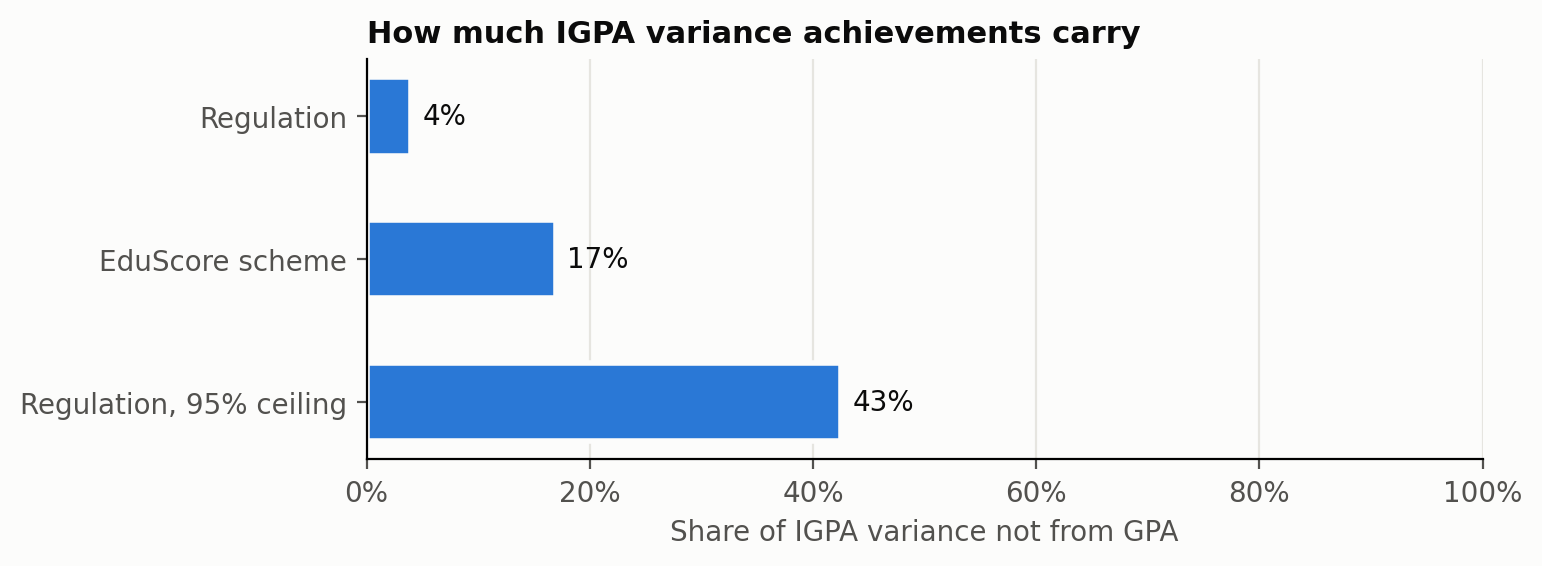 How much IGPA variance achievements carry
Regulation
4%
EduScore scheme
17%
Regulation, 95% ceiling
43%
0%
20%
40%
60%
80%
100%
Share of IGPA variance not from GPA